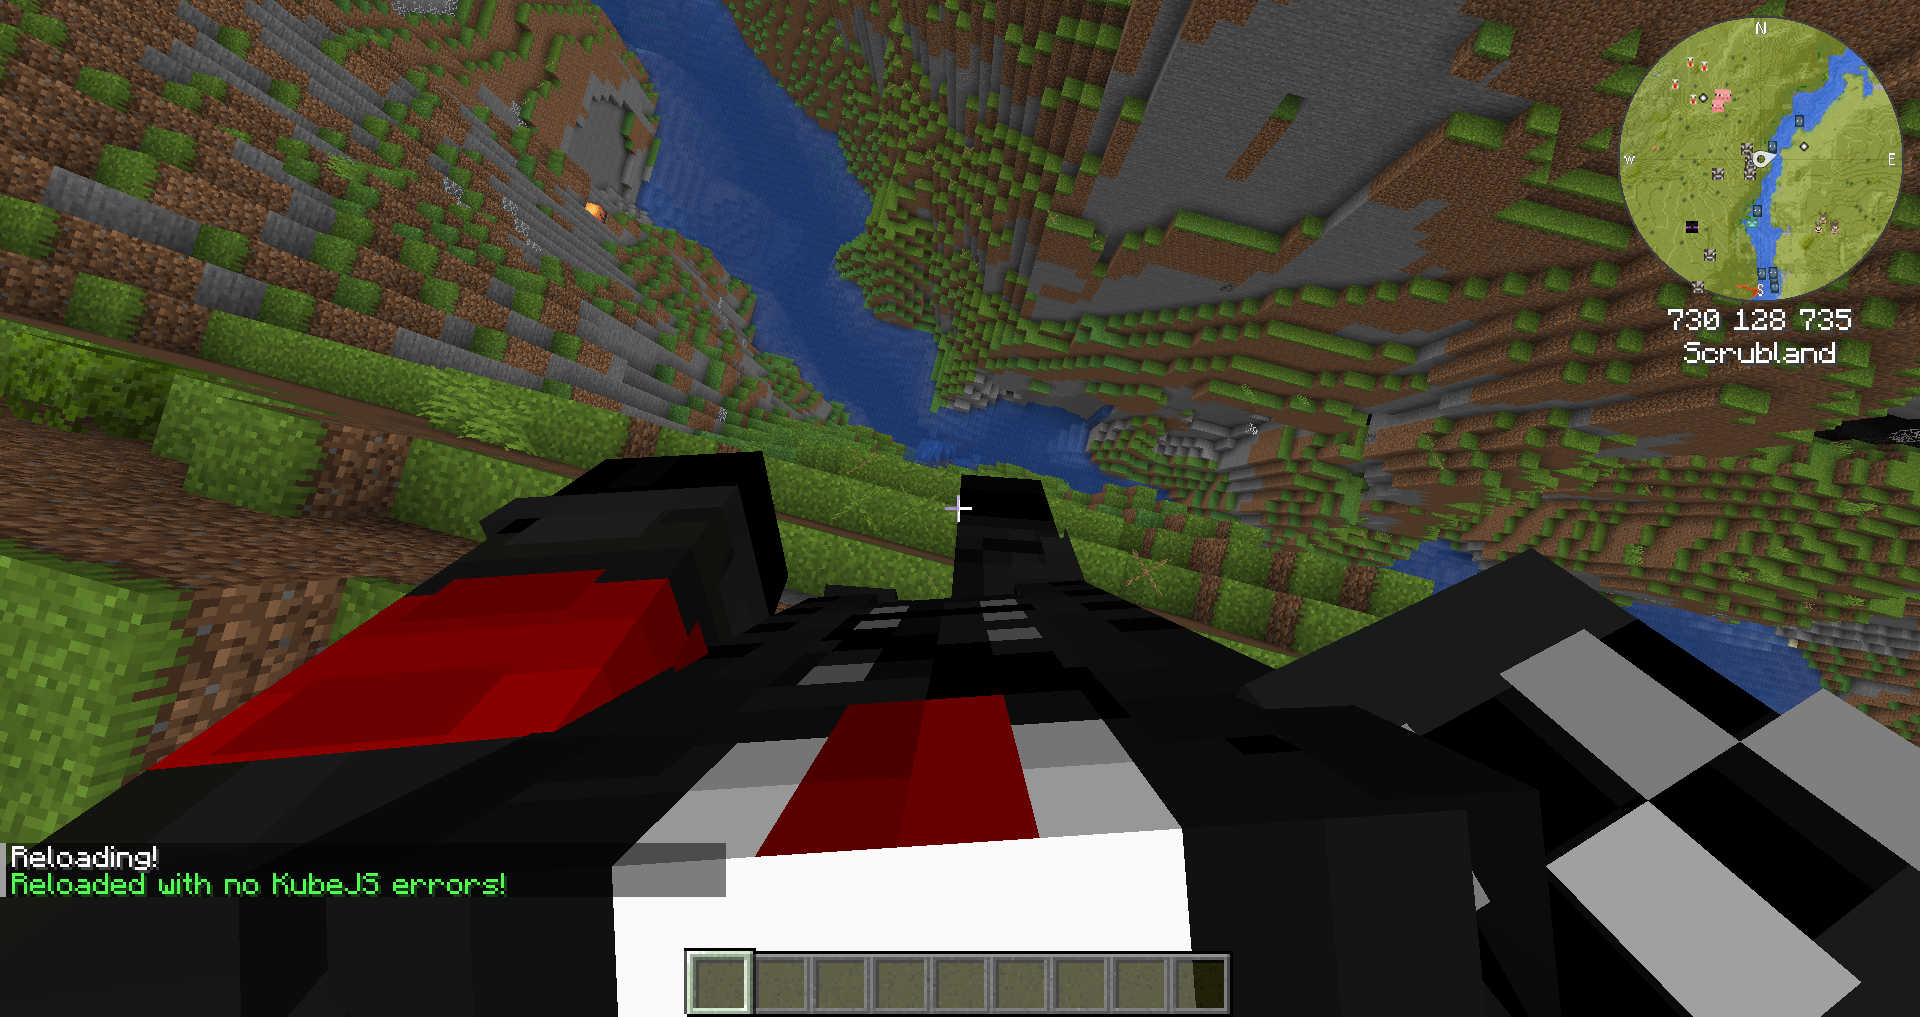 N
W
E
S
730 128 735
Scrubland
Reloading!
Reloaded with no KubeJS errors!